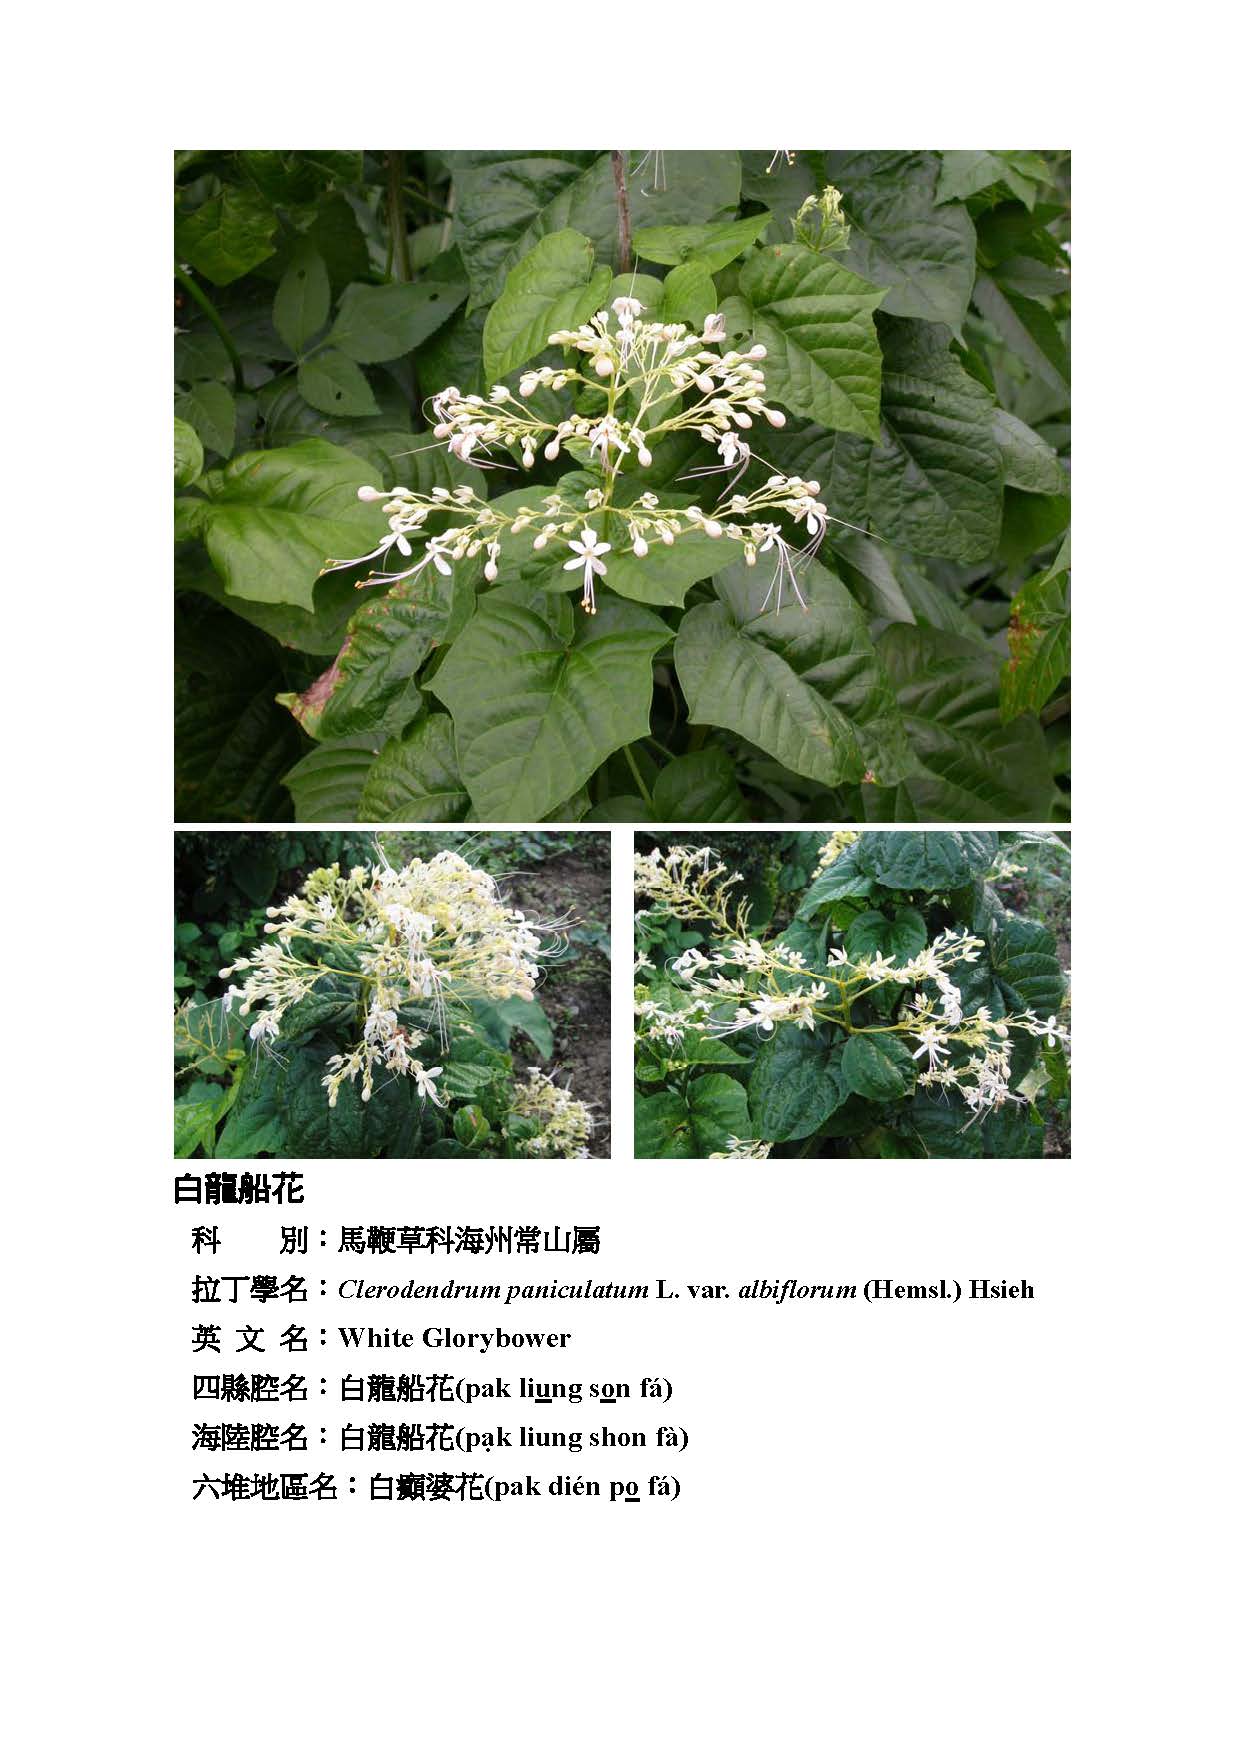 白龍船花
科　　別：馬鞭草科海州常山屬
拉丁學名：Clerodendrum paniculatum L. var. albiflorum (Hemsl.) Hsieh
英 文 名：White Glorybower
四縣腔名：白龍船花(pak liung son fá)
海陸腔名：白龍船花(pa̱k liung shon fà)
六堆地區名：白癲婆花(pak dién po fá)